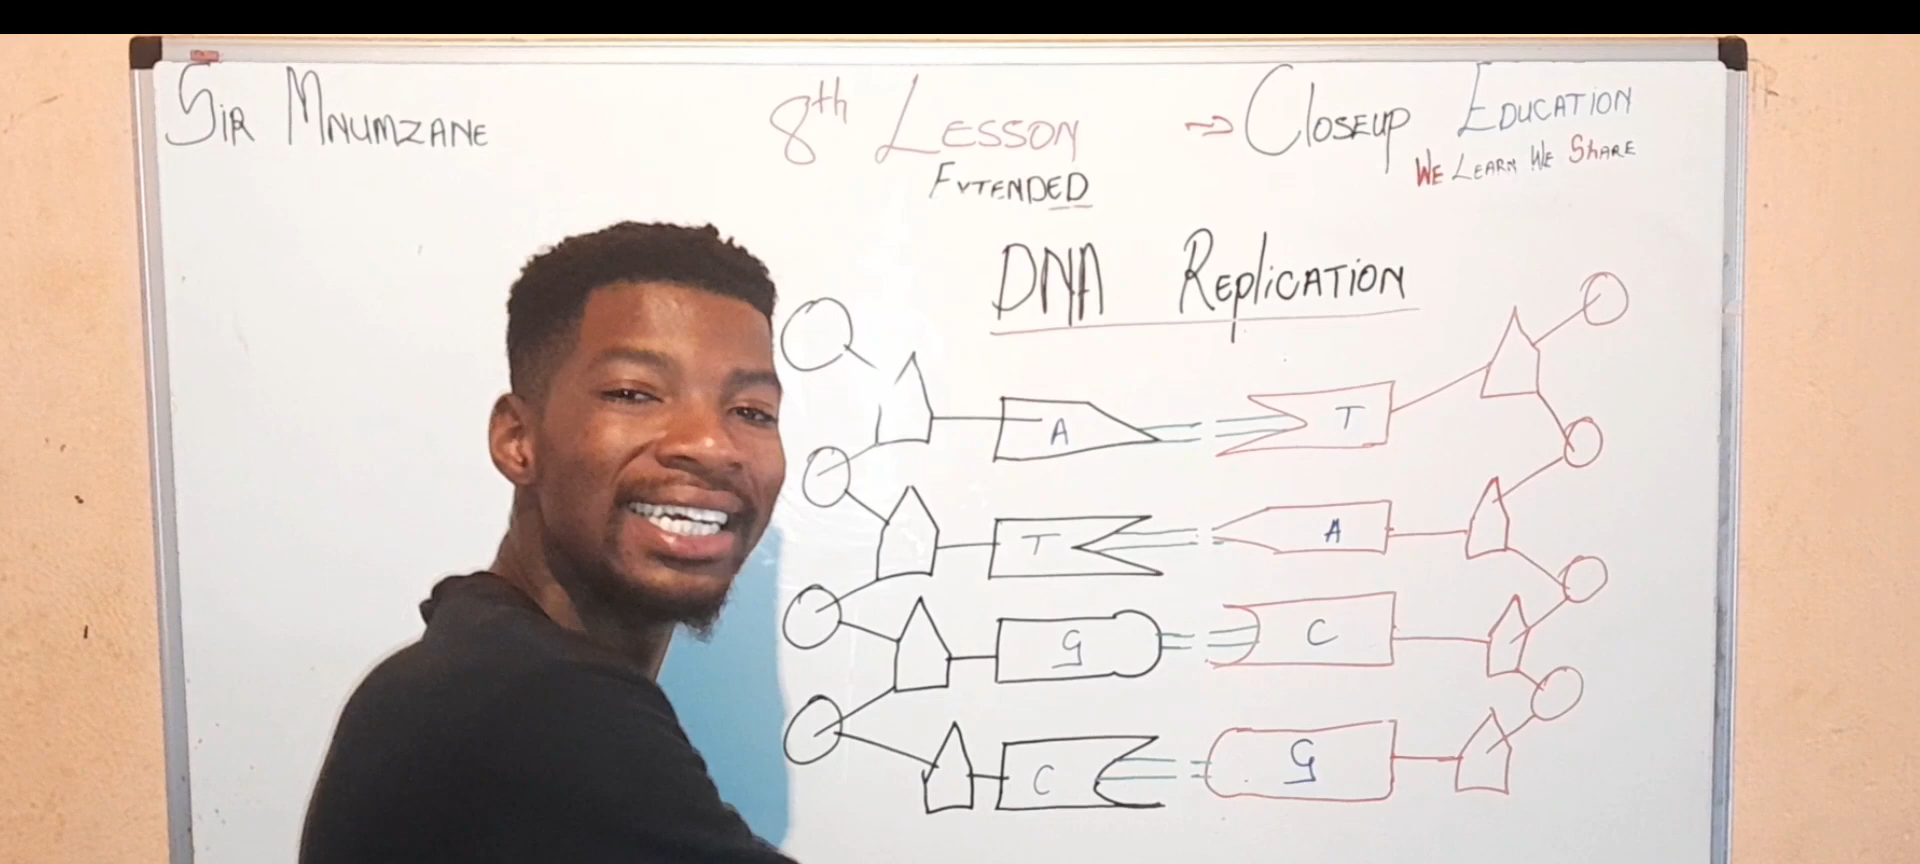 Sir Mnumzane
8th Lesson
Extended
→ Closeup Education
We Learn We Share
DNA Replication
A T
T A
G C
C G